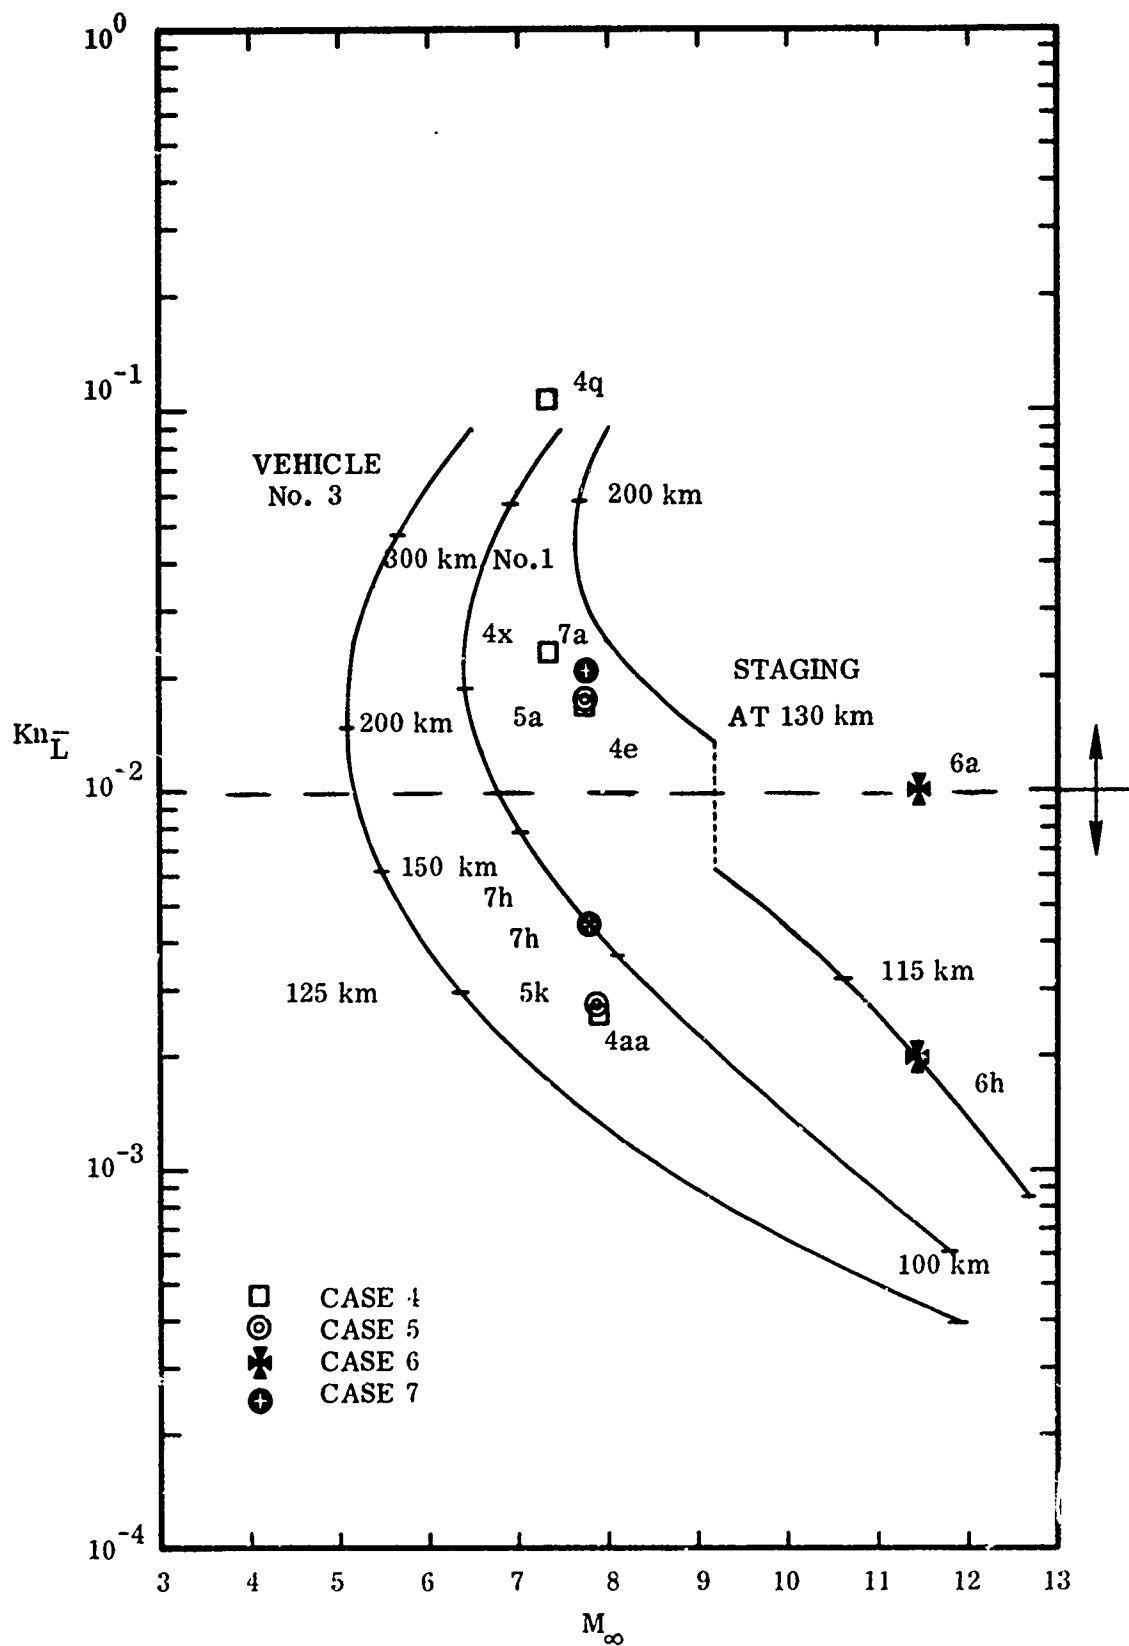 10^0
10^-1
4q
VEHICLE
No. 3
200 km
300 km No.1
4x 7a
STAGING
AT 130 km
200 km
5a
4e
Kn_L̄
6a
10^-2
150 km
7h
7h
115 km
125 km
5k
4aa
6h
10^-3
100 km
CASE 4
CASE 5
CASE 6
CASE 7
10^-4
3 4 5 6 7 8 9 10 11 12 13
M_∞